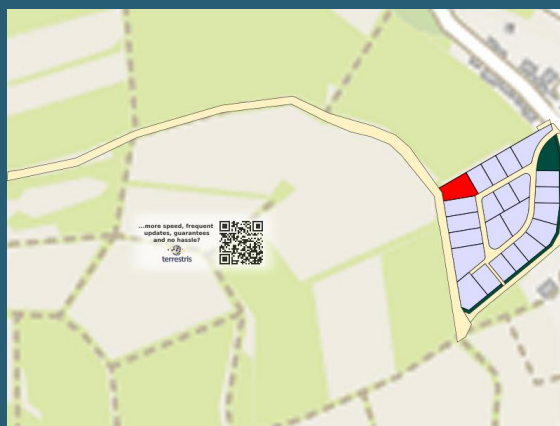 ...more speed, frequent
updates, guarantees
and no hassle?
terrestris